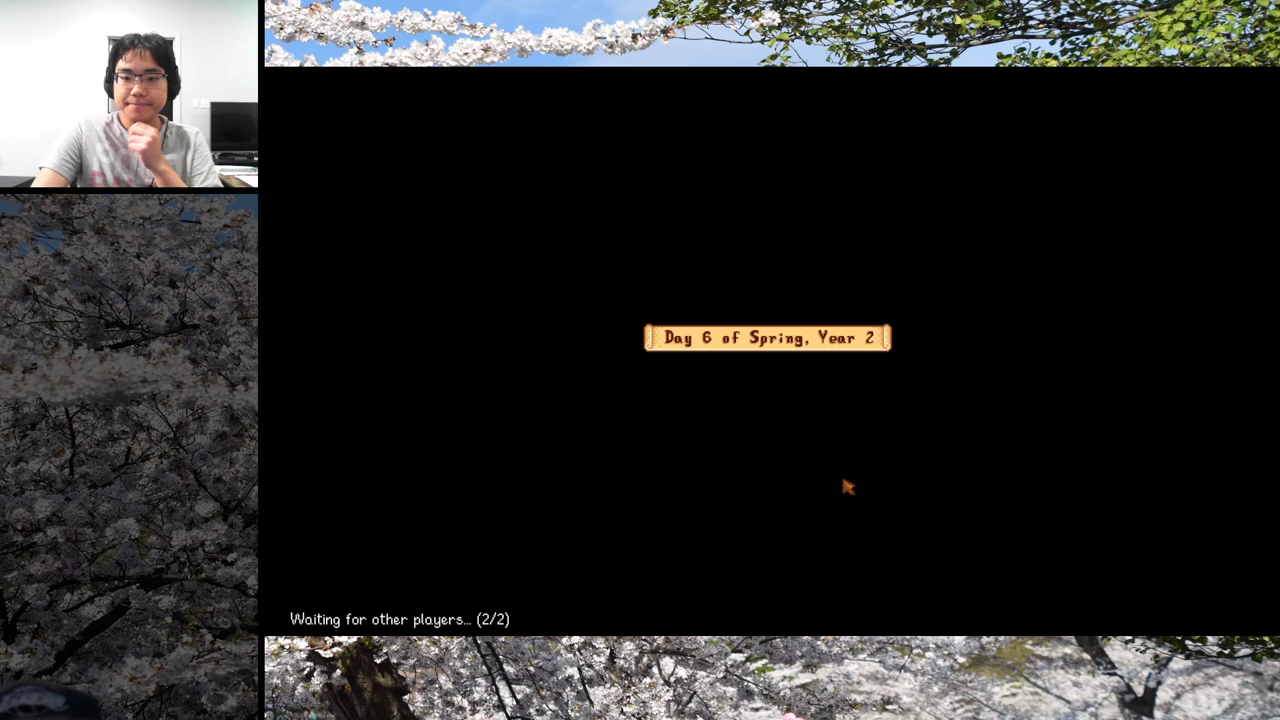 Day 6 of Spring, Year 2
Waiting for other players... (2/2)